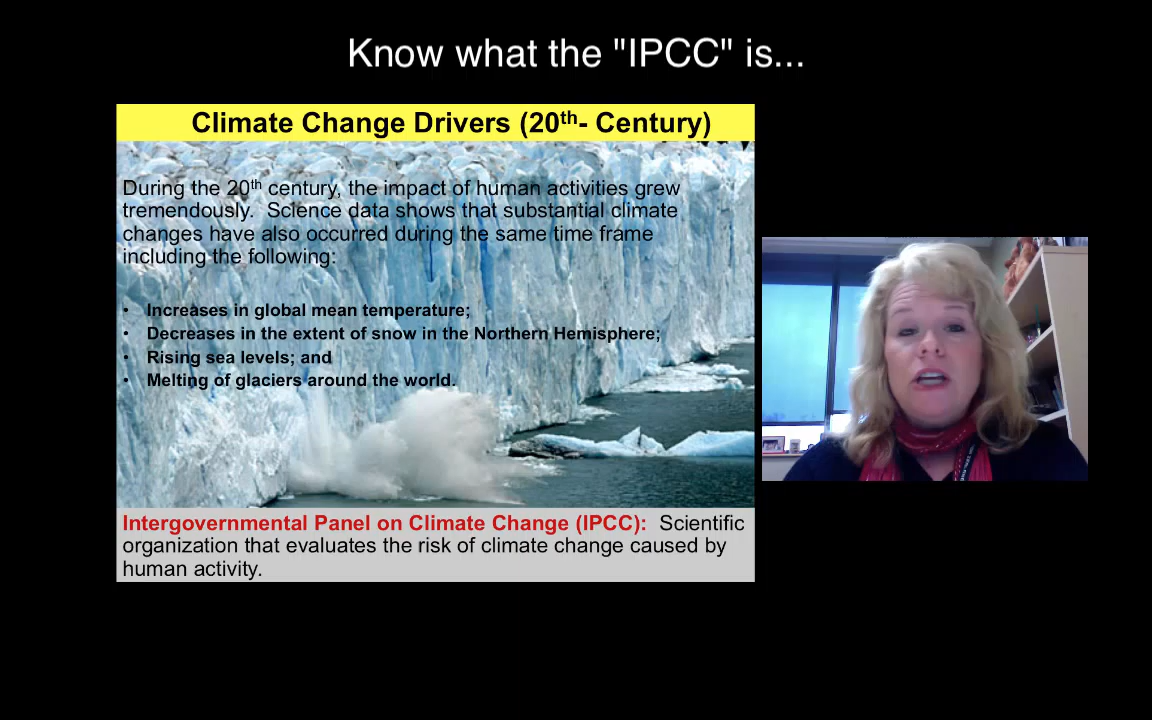 Know what the "IPCC" is...
Climate Change Drivers (20th- Century)
During the 20th century, the impact of human activities grew
tremendously.  Science data shows that substantial climate
changes have also occurred during the same time frame
including the following:
• Increases in global mean temperature;
• Decreases in the extent of snow in the Northern Hemisphere;
• Rising sea levels; and
• Melting of glaciers around the world.
Intergovernmental Panel on Climate Change (IPCC):  Scientific
organization that evaluates the risk of climate change caused by
human activity.